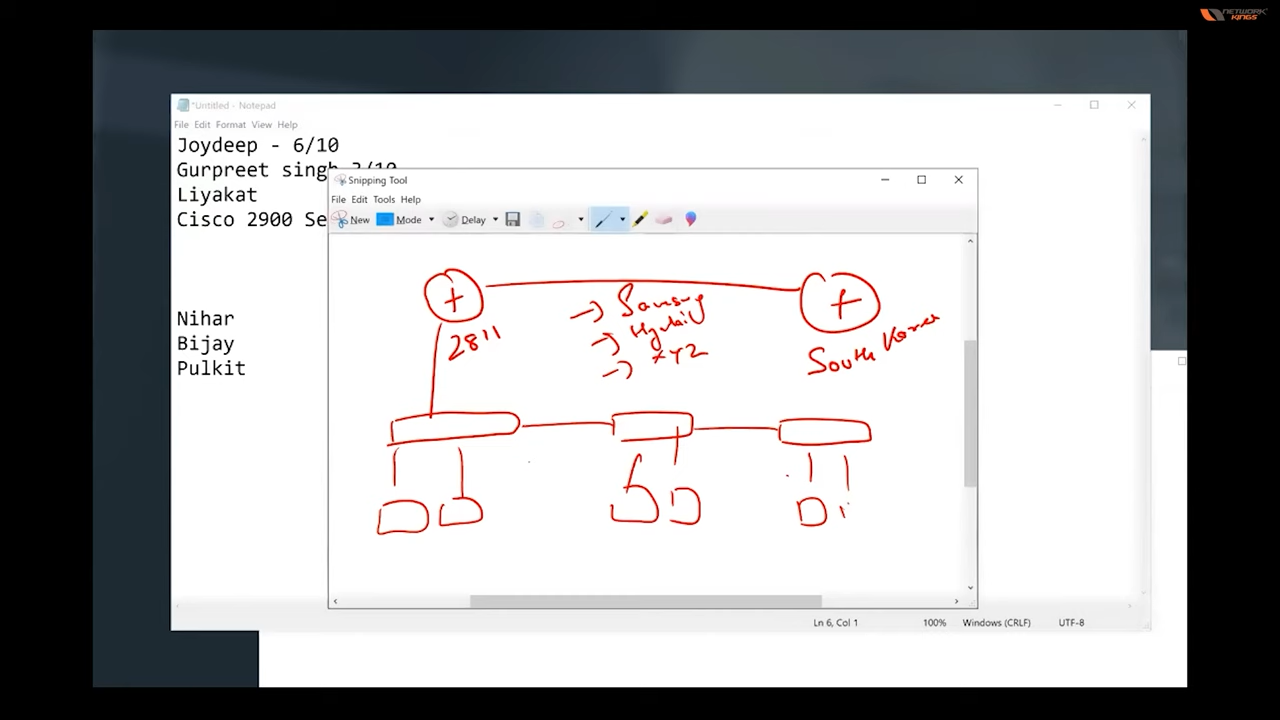 NETWORK
KINGS
*Untitled - Notepad
File Edit Format View Help
Joydeep - 6/10
Gurpreet singh 3/10
Liyakat
Cisco 2900 Se
Nihar
Bijay
Pulkit
Snipping Tool
File Edit Tools Help
New Mode Delay
2811
Samsung
XYZ
South Korea
Ln 6, Col 1 100% Windows (CRLF) UTF-8